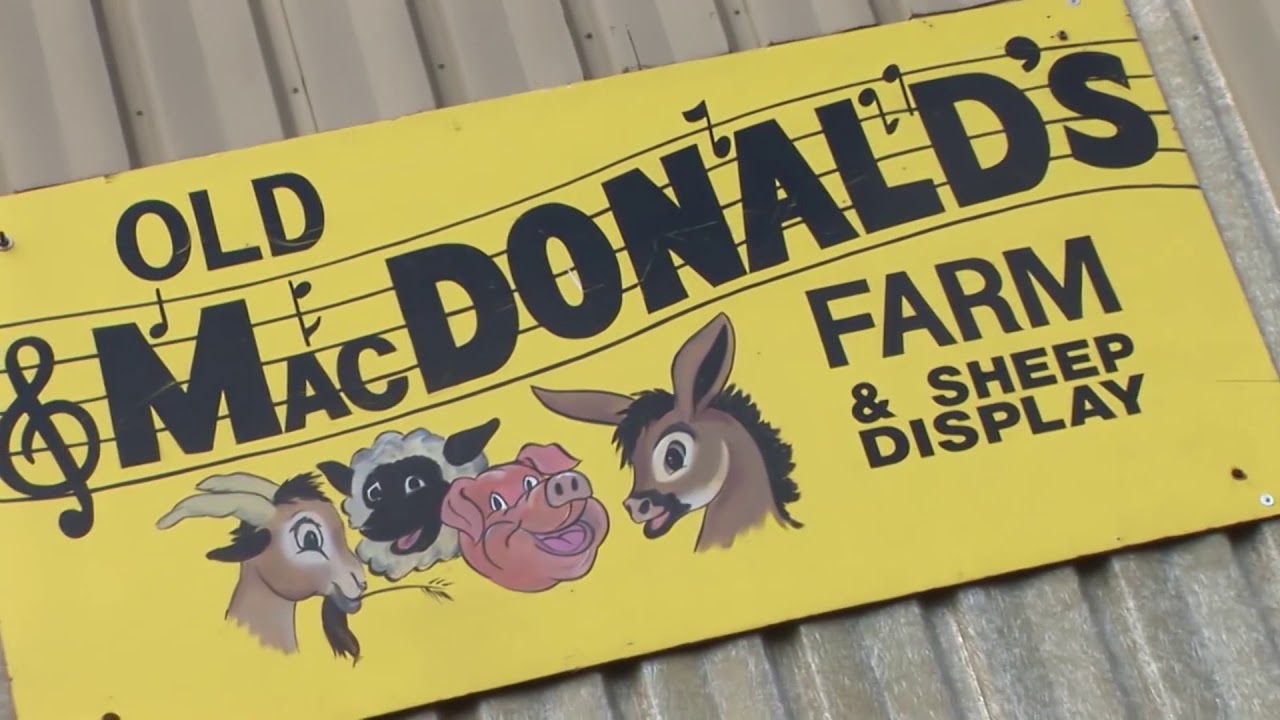 OLD
MACDONALD'S
FARM
& SHEEP
DISPLAY